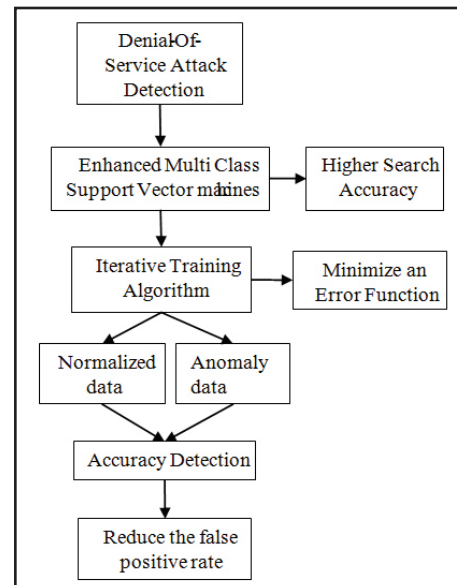 Denial-Of-
Service Attack
Detection
Enhanced Multi Class
Support Vector machines
Higher Search
Accuracy
Iterative Training
Algorithm
Minimize an
Error Function
Normalized
data
Anomaly
data
Accuracy Detection
Reduce the false
positive rate